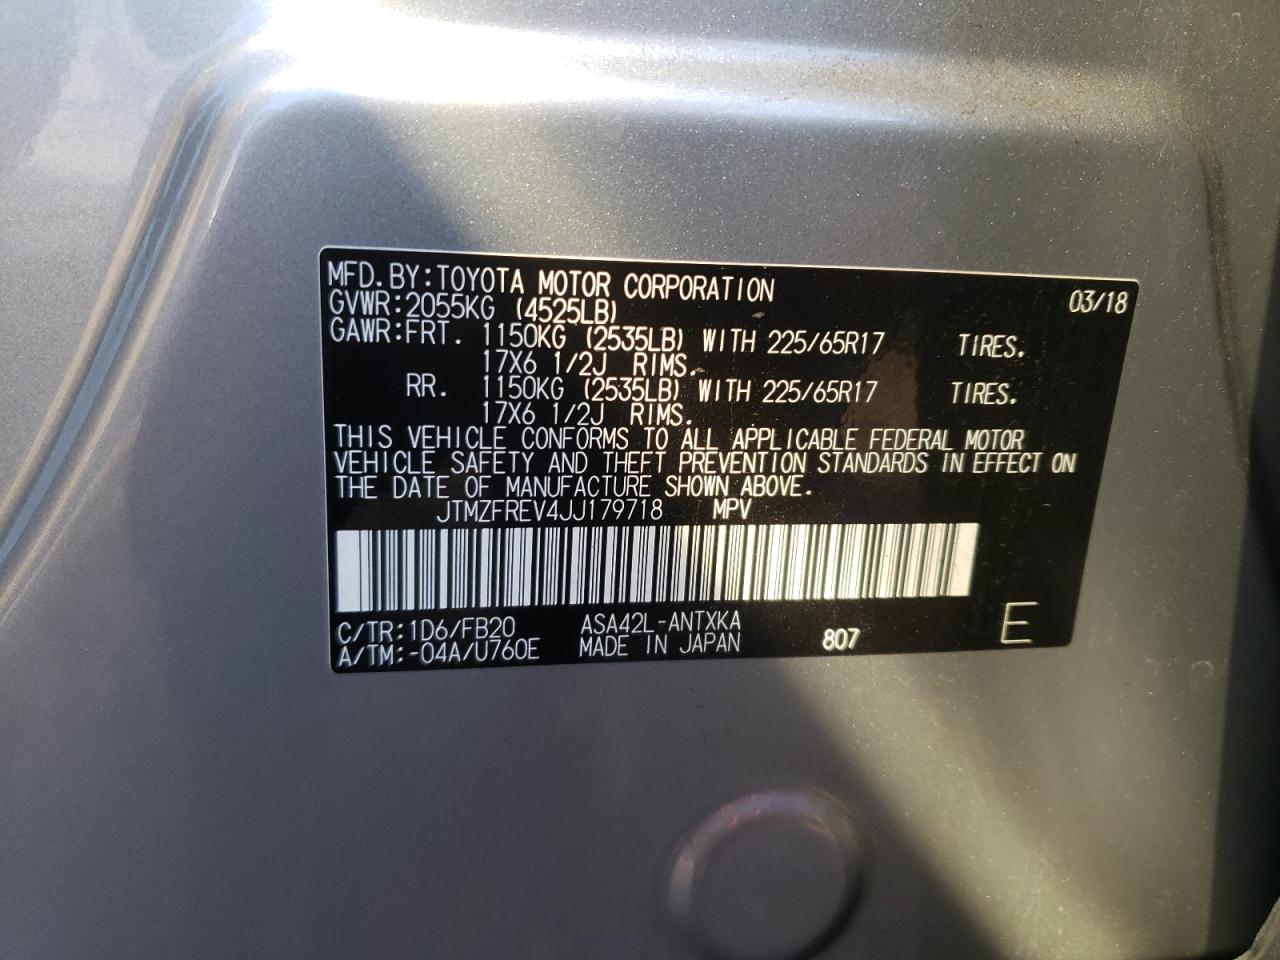 MFD. BY: TOYOTA MOTOR CORPORATION 03/18
GVWR: 2055KG (4525LB)
GAWR: FRT. 1150KG (2535LB) WITH 225/65R17 TIRES.
17X6 1/2J RIMS.
RR. 1150KG (2535LB) WITH 225/65R17 TIRES.
17X6 1/2J RIMS.
THIS VEHICLE CONFORMS TO ALL APPLICABLE FEDERAL MOTOR
VEHICLE SAFETY AND THEFT PREVENTION STANDARDS IN EFFECT ON
THE DATE OF MANUFACTURE SHOWN ABOVE.
JTMZFREV4JJ179718 MPV
C/TR: 1D6/FB20 ASA42L-ANTXKA
A/TM: -04A/U760E MADE IN JAPAN 807 E